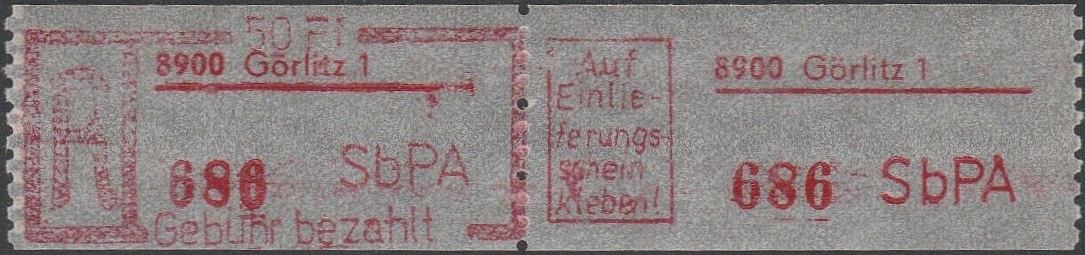 50 Pf
8900 Görlitz 1
R
686 SbPA
Gebühr bezahlt
Auf
Einlie-
ferungs-
schein
kleben!
8900 Görlitz 1
686 - SbPA